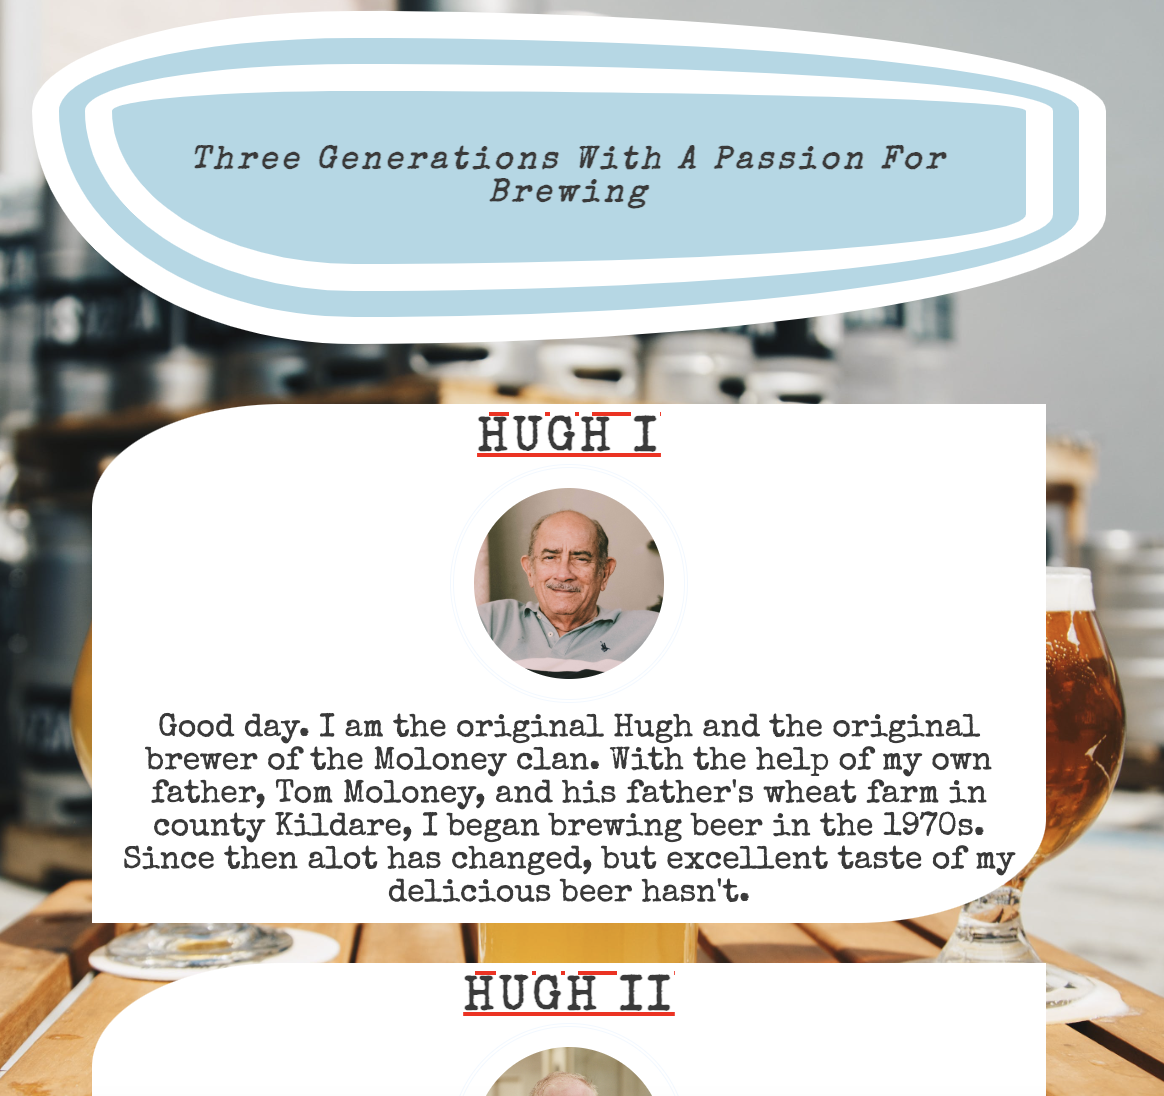 Three Generations With A Passion For
Brewing
HUGH I
Good day. I am the original Hugh and the original
brewer of the Moloney clan. With the help of my own
father, Tom Moloney, and his father's wheat farm in
county Kildare, I began brewing beer in the 1970s.
Since then alot has changed, but excellent taste of my
delicious beer hasn't.
HUGH II